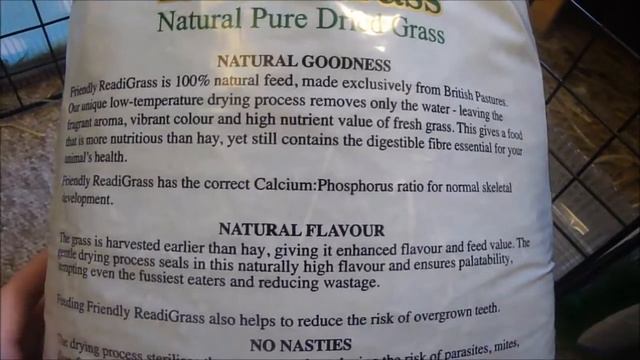 Natural Pure Dried Grass
NATURAL GOODNESS
Friendly ReadiGrass is 100% natural feed, made exclusively from British Pastures.
Our unique low-temperature drying process removes only the water - leaving the
fragrant aroma, vibrant colour and high nutrient value of fresh grass. This gives a food
that is more nutritious than hay, yet still contains the digestible fibre essential for your
animal's health.
Friendly ReadiGrass has the correct Calcium:Phosphorus ratio for normal skeletal
development.
NATURAL FLAVOUR
The grass is harvested earlier than hay, giving it enhanced flavour and feed value. The
gentle drying process seals in this naturally high flavour and ensures palatability,
tempting even the fussiest eaters and reducing wastage.
Feeding Friendly ReadiGrass also helps to reduce the risk of overgrown teeth.
NO NASTIES
The drying process the risk of parasites, mites,